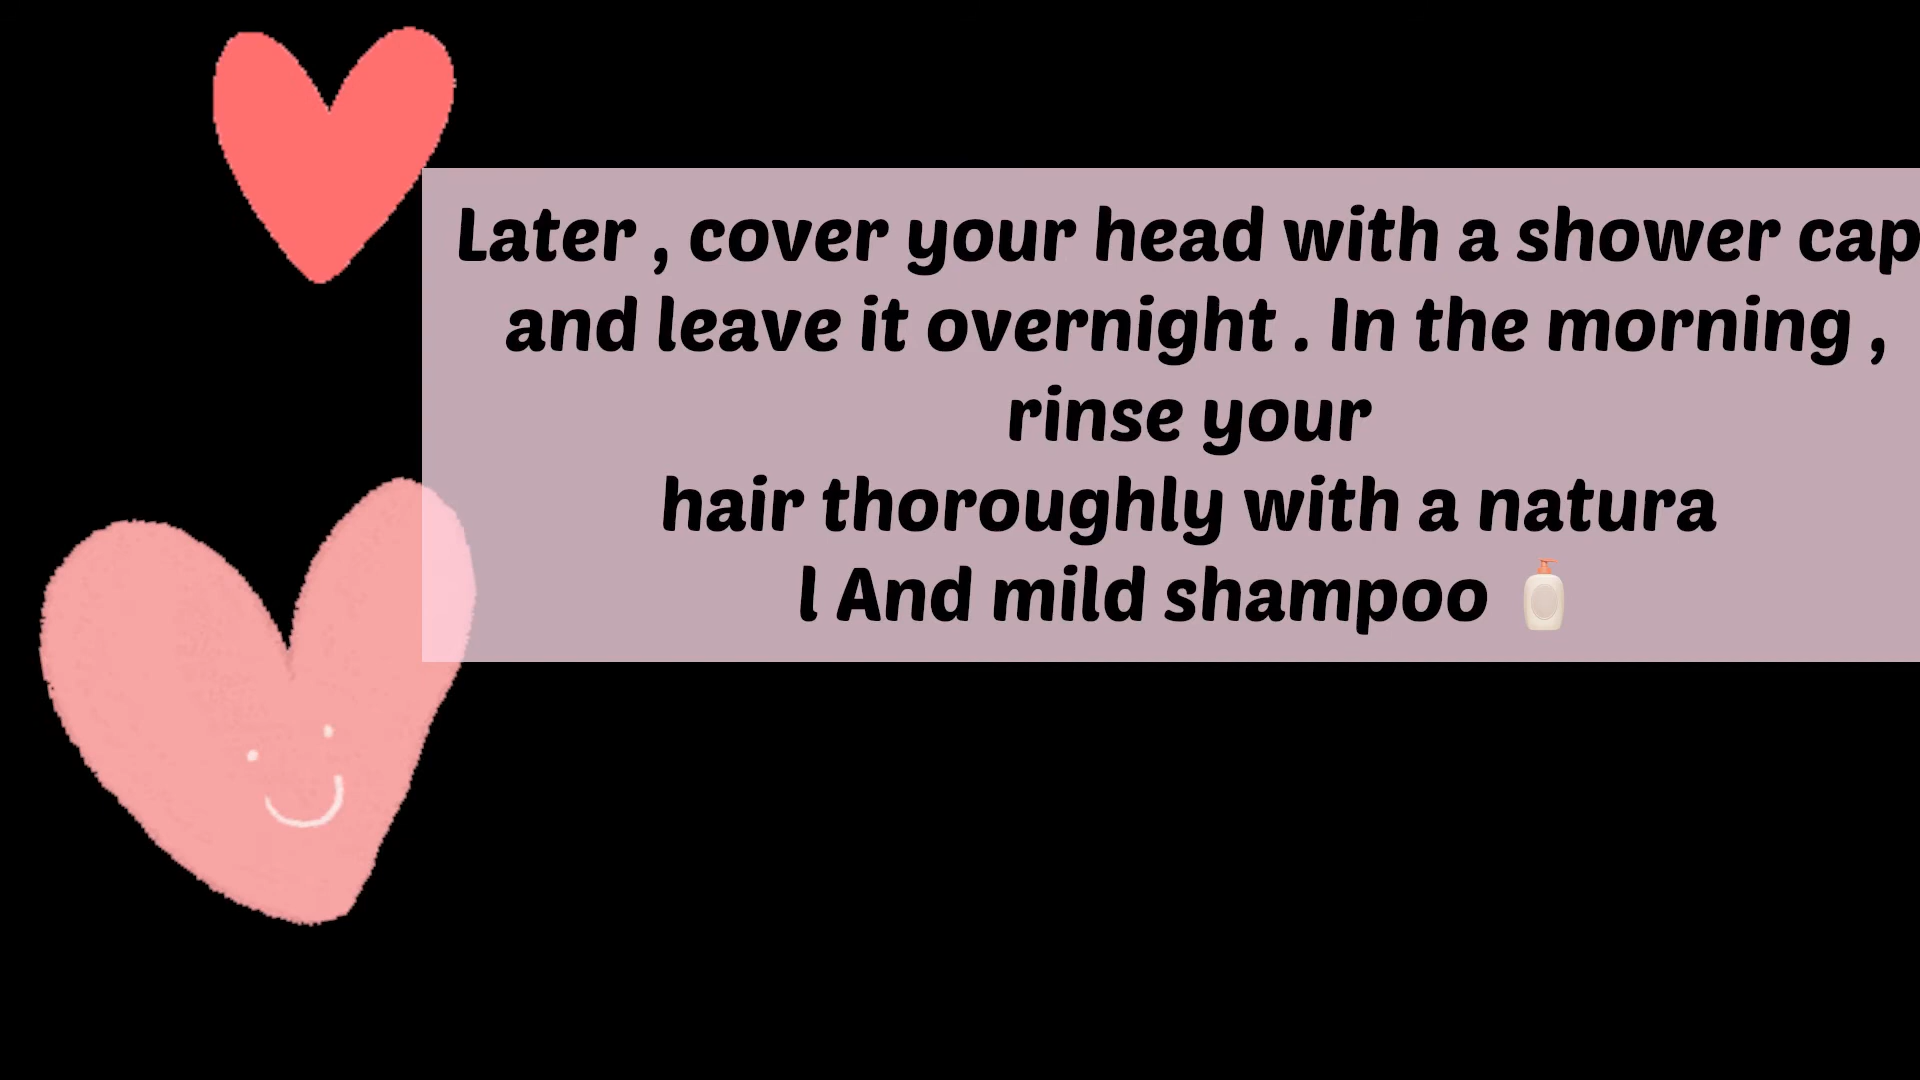 Later , cover your head with a shower cap
and leave it overnight . In the morning ,
rinse your
hair thoroughly with a natura
l And mild shampoo 🧴